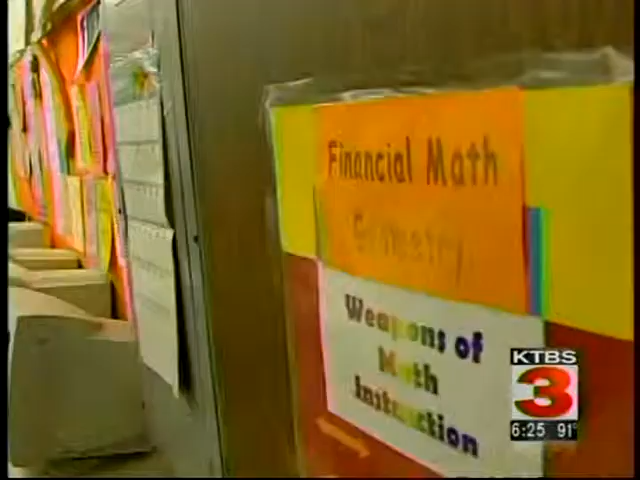 Financial Math
Geometry
Weapons of
Math
Instruction
KTBS
3
6:25 91°